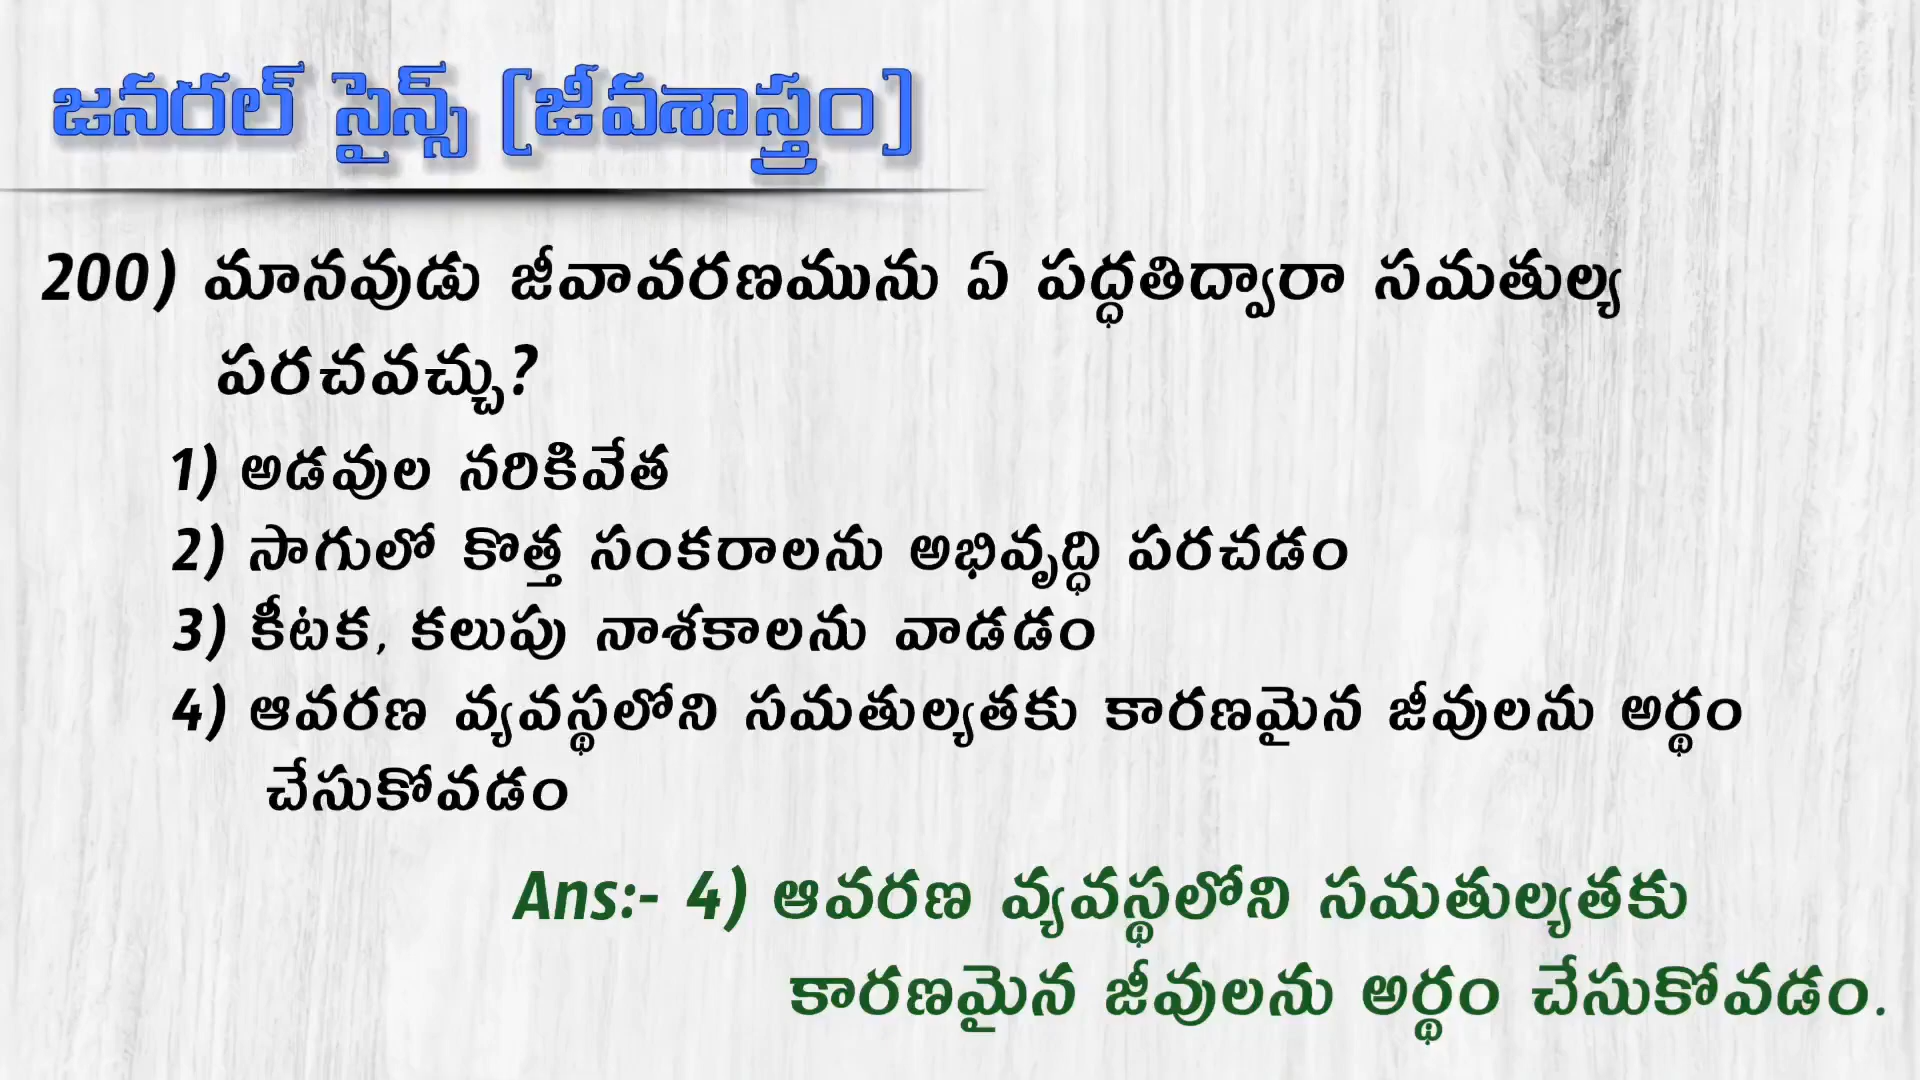 జనరల్ సైన్స్ [జీవశాస్త్రం]
200) మానవుడు జీవావరణమును ఏ పద్ధతిద్వారా సమతుల్య
పరచవచ్చు?
1) అడవుల నరికివేత
2) సాగులో కొత్త సంకరాలను అభివృద్ధి పరచడం
3) కీటక, కలుపు నాశకాలను వాడడం
4) ఆవరణ వ్యవస్థలోని సమతుల్యతకు కారణమైన జీవులను అర్థం
చేసుకోవడం
Ans:- 4) ఆవరణ వ్యవస్థలోని సమతుల్యతకు
కారణమైన జీవులను అర్థం చేసుకోవడం.